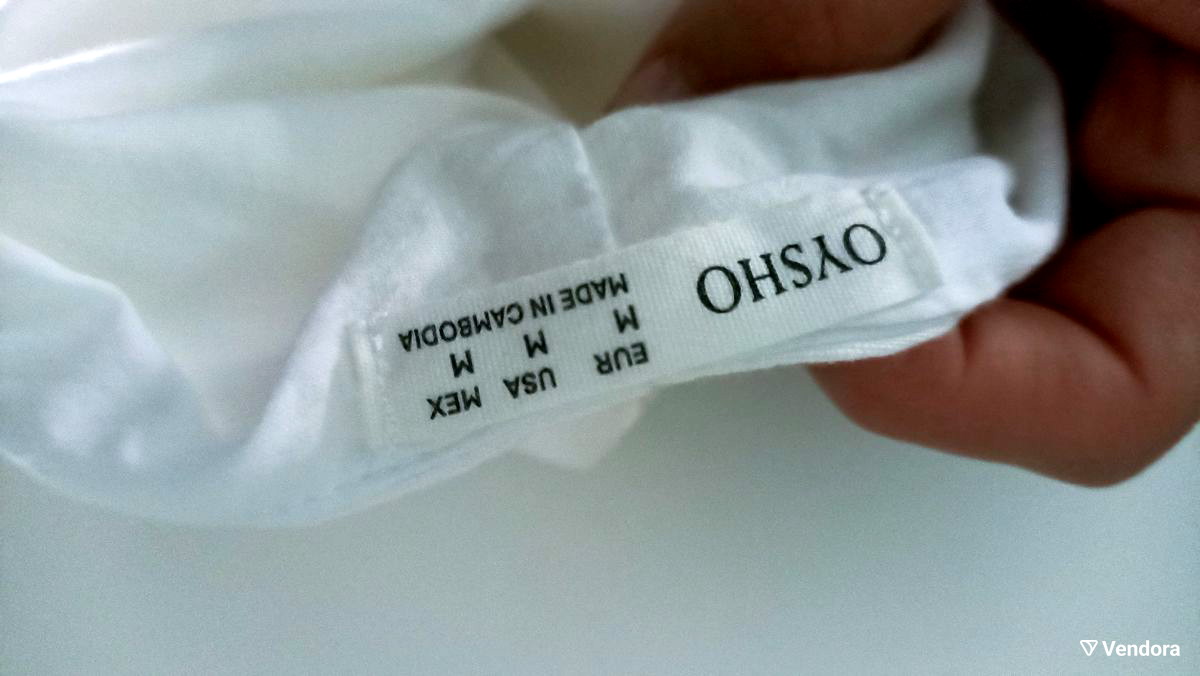 OYSHO
EUR USA MEX
M M M
MADE IN CAMBODIA
Vendora